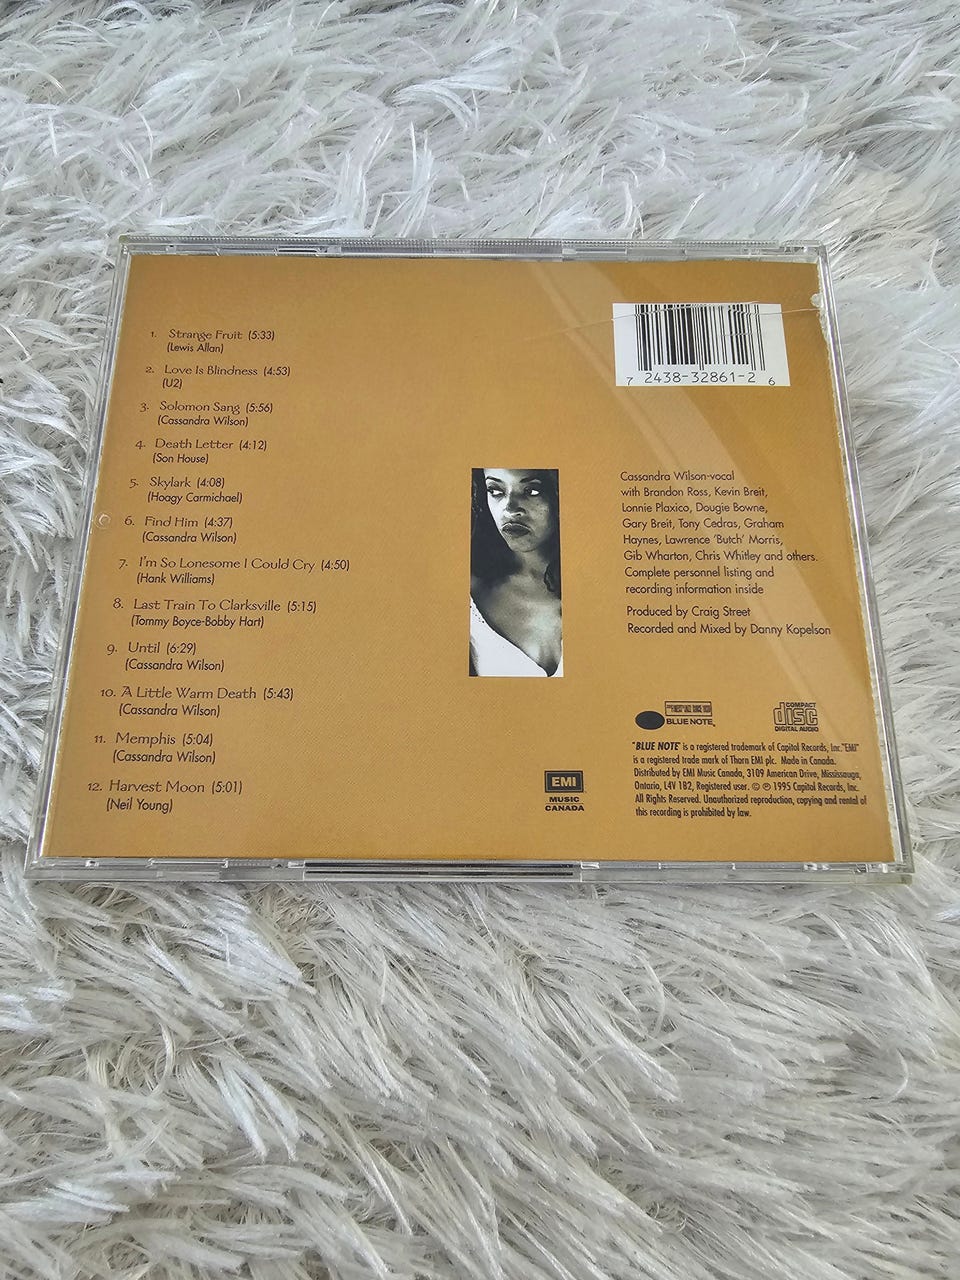 1. Strange Fruit (5:33)
(Lewis Allan)
2. Love Is Blindness (4:53)
(U2)
3. Solomon Sang (5:56)
(Cassandra Wilson)
4. Death Letter (4:12)
(Son House)
5. Skylark (4:08)
(Hoagy Carmichael)
6. Find Him (4:37)
(Cassandra Wilson)
7. I'm So Lonesome I Could Cry (4:50)
(Hank Williams)
8. Last Train To Clarksville (5:15)
(Tommy Boyce-Bobby Hart)
9. Until (6:29)
(Cassandra Wilson)
10. A Little Warm Death (5:43)
(Cassandra Wilson)
11. Memphis (5:04)
(Cassandra Wilson)
12. Harvest Moon (5:01)
(Neil Young)
7 2438-32861-2 6
Cassandra Wilson-vocal
with Brandon Ross, Kevin Breit,
Lonnie Plaxico, Dougie Bowne,
Gary Breit, Tony Cedras, Graham
Haynes, Lawrence 'Butch' Morris,
Gib Wharton, Chris Whitley and others.
Complete personnel listing and
recording information inside
Produced by Craig Street
Recorded and Mixed by Danny Kopelson
BLUE NOTE
COMPACT
disc
DIGITAL AUDIO
EMI
MUSIC
CANADA
"BLUE NOTE" is a registered trademark of Capitol Records, Inc. "EMI"
is a registered trade mark of Thorn EMI plc. Made in Canada.
Distributed by EMI Music Canada, 3109 American Drive, Mississauga,
Ontario, L4V 1B2, Registered user. © ℗ 1995 Capitol Records, Inc.
All Rights Reserved. Unauthorized reproduction, copying and rental of
this recording is prohibited by law.